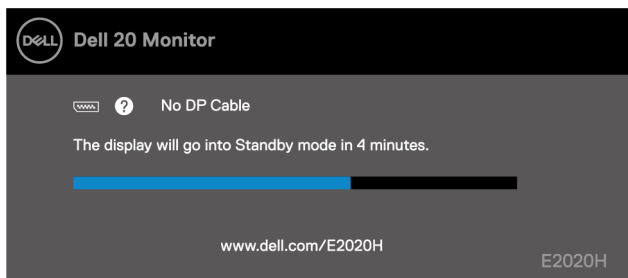 DELL Dell 20 Monitor
? No DP Cable
The display will go into Standby mode in 4 minutes.
www.dell.com/E2020H
E2020H